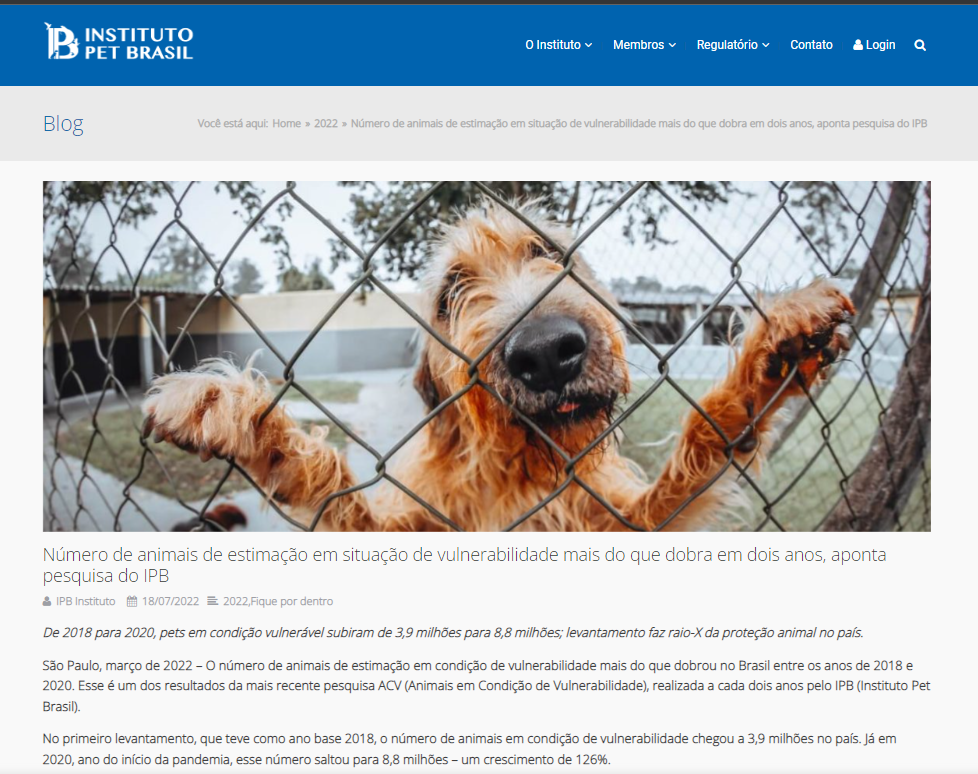 INSTITUTO
PET BRASIL
O Instituto
Membros
Regulatório
Contato
Login
Blog
Você está aqui: Home » 2022 » Número de animais de estimação em situação de vulnerabilidade mais do que dobra em dois anos, aponta pesquisa do IPB
Número de animais de estimação em situação de vulnerabilidade mais do que dobra em dois anos, aponta
pesquisa do IPB
IPB Instituto 18/07/2022 2022,Fique por dentro
De 2018 para 2020, pets em condição vulnerável subiram de 3,9 milhões para 8,8 milhões; levantamento faz raio-X da proteção animal no país.
São Paulo, março de 2022 – O número de animais de estimação em condição de vulnerabilidade mais do que dobrou no Brasil entre os anos de 2018 e
2020. Esse é um dos resultados da mais recente pesquisa ACV (Animais em Condição de Vulnerabilidade), realizada a cada dois anos pelo IPB (Instituto Pet
Brasil).
No primeiro levantamento, que teve como ano base 2018, o número de animais em condição de vulnerabilidade chegou a 3,9 milhões no país. Já em
2020, ano do início da pandemia, esse número saltou para 8,8 milhões – um crescimento de 126%.